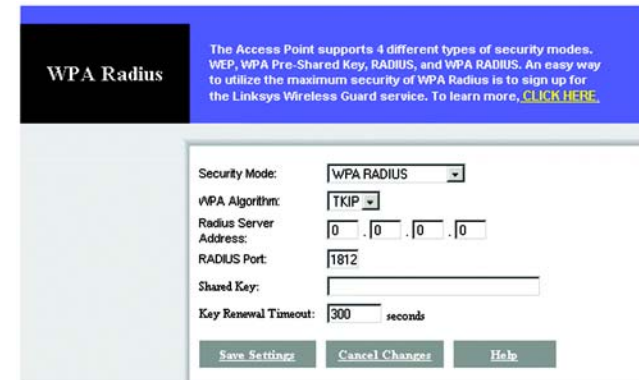 WPA Radius
The Access Point supports 4 different types of security modes.
WEP, WPA Pre-Shared Key, RADIUS, and WPA RADIUS. An easy way
to utilize the maximum security of WPA Radius is to sign up for
the Linksys Wireless Guard service. To learn more, CLICK HERE.
Security Mode: WPA RADIUS
WPA Algorithm: TKIP
Radius Server
Address: 0 . 0 . 0 . 0
RADIUS Port: 1812
Shared Key:
Key Renewal Timeout: 300 seconds
Save Settings Cancel Changes Help